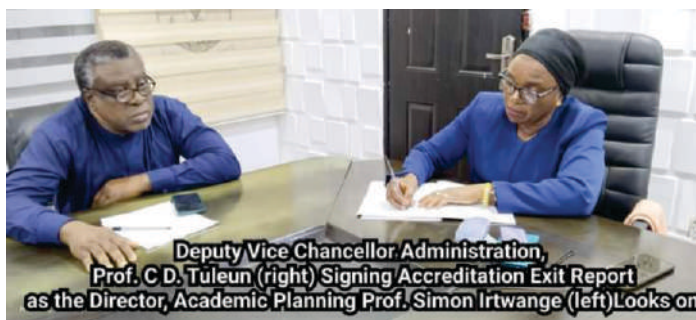 Deputy Vice Chancellor Administration,
Prof. C D. Tuleun (right) Signing Accreditation Exit Report
as the Director, Academic Planning Prof. Simon Irtwange (left)Looks on